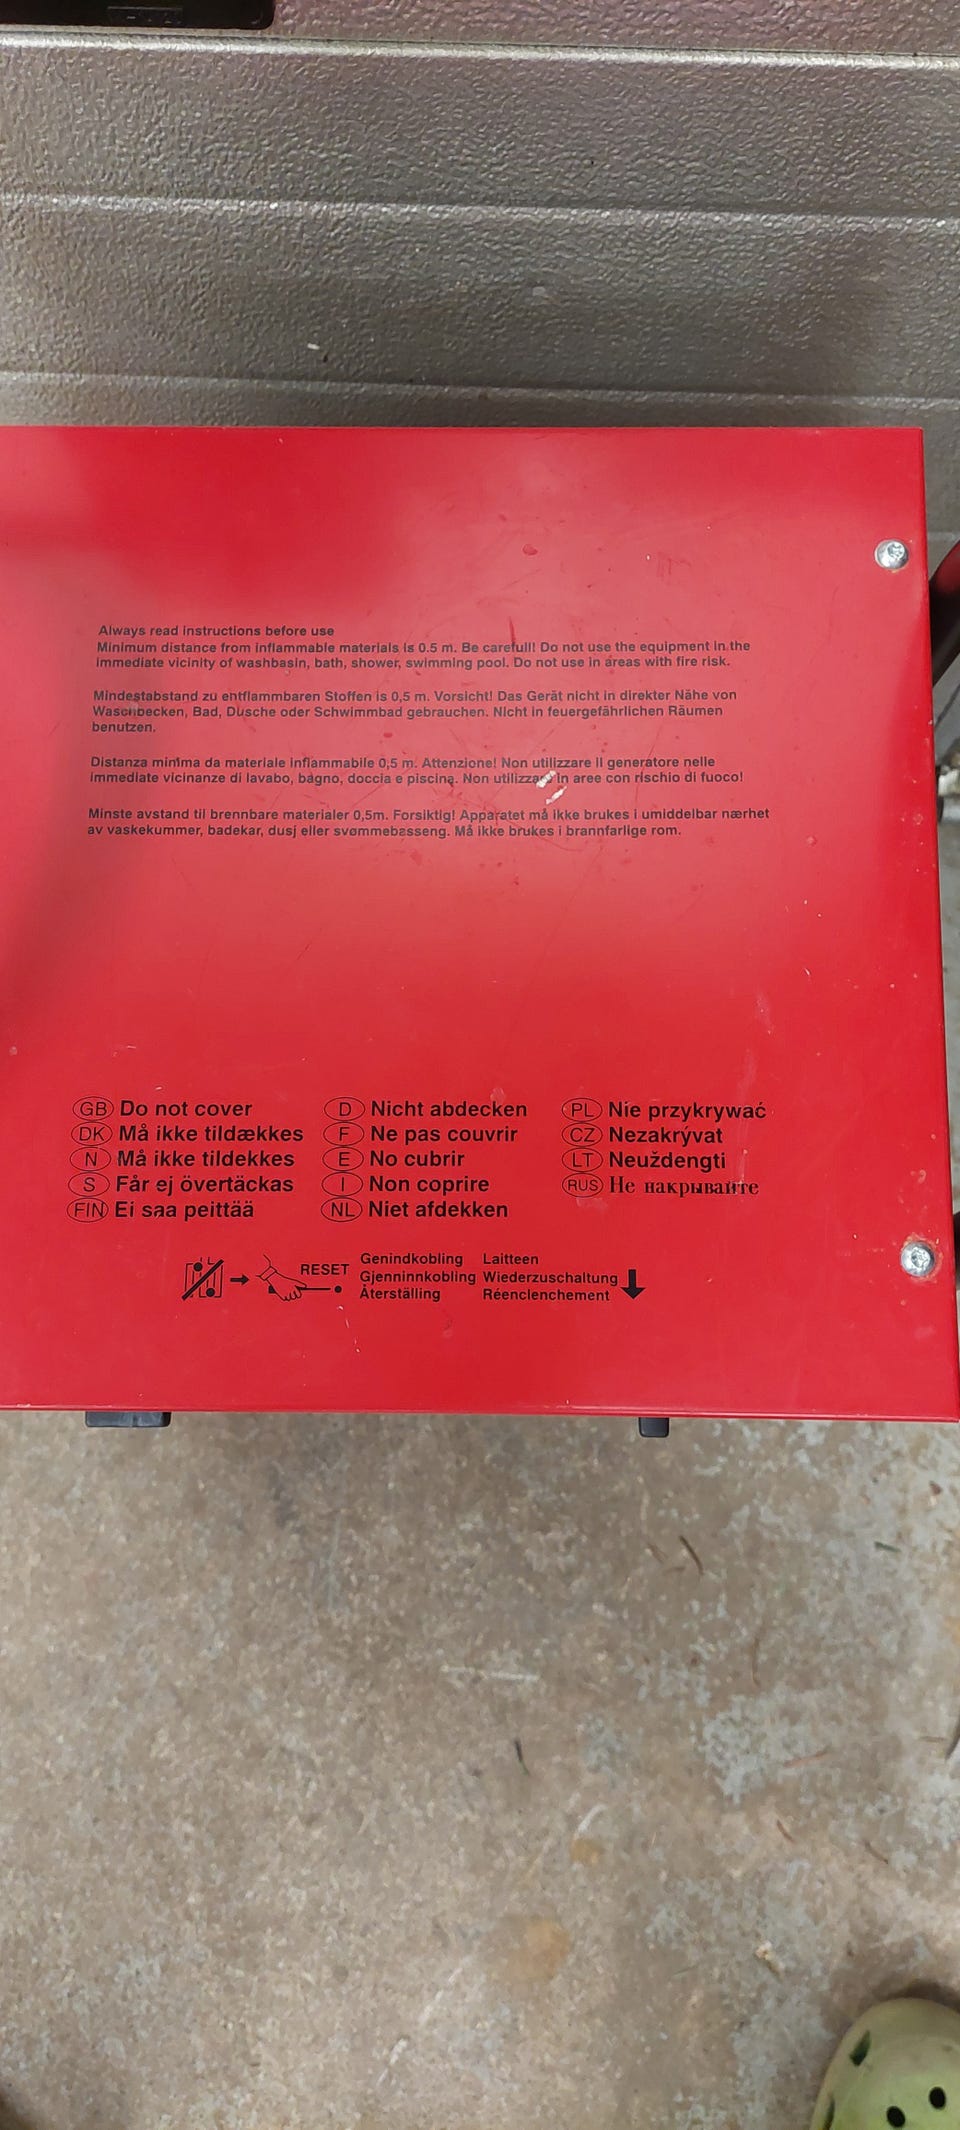 Always read instructions before use
Minimum distance from inflammable materials is 0.5 m. Be carefull! Do not use the equipment in the
immediate vicinity of washbasin, bath, shower, swimming pool. Do not use in areas with fire risk.
Mindestabstand zu entflammbaren Stoffen is 0,5 m. Vorsicht! Das Gerät nicht in direkter Nähe von
Waschbecken, Bad, Dusche oder Schwimmbad gebrauchen. Nicht in feuergefährlichen Räumen
benutzen.
Distanza minima da materiale inflammabile 0,5 m. Attenzione! Non utilizzare il generatore nelle
immediate vicinanze di lavabo, bagno, doccia e piscina. Non utilizzare in aree con rischio di fuoco!
Minste avstand til brennbare materialer 0,5m. Forsiktig! Apparatet må ikke brukes i umiddelbar nærhet
av vaskekummer, badekar, dusj eller svømmebasseng. Må ikke brukes i brannfarlige rom.
GB Do not cover
DK Må ikke tildækkes
N Må ikke tildekkes
S Får ej övertäckas
FIN Ei saa peittää
D Nicht abdecken
F Ne pas couvrir
E No cubrir
I Non coprire
NL Niet afdekken
PL Nie przykrywać
CZ Nezakrývat
LT Neuždengti
RUS Не накрывайте
RESET
Genindkobling
Gjenninnkobling
Återställing
Laitteen
Wiederzuschaltung
Réenclenchement